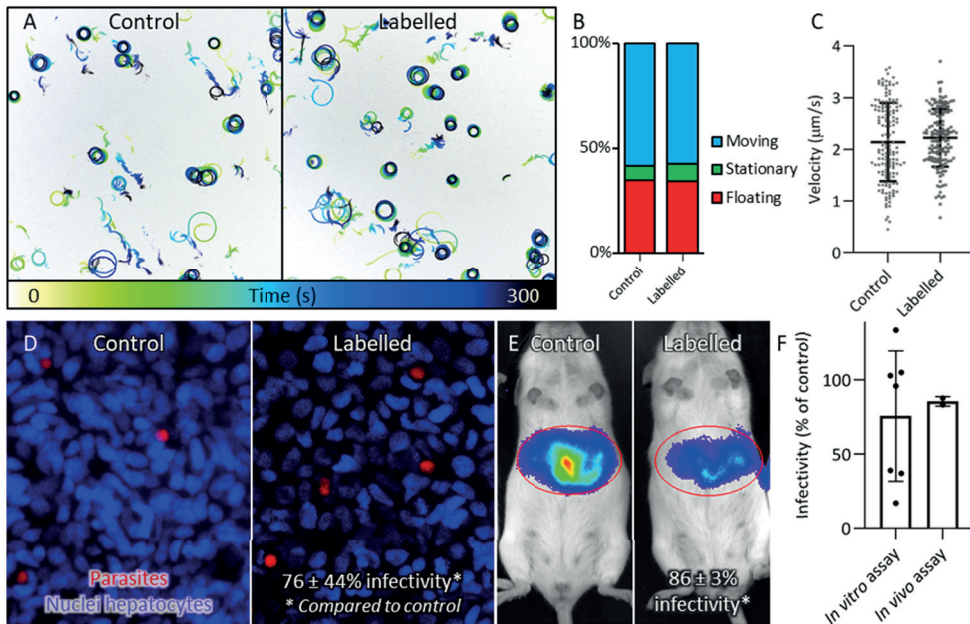 A
Control
Labelled
0
Time (s)
300
B
100%
50%
0%
Control
Labelled
Moving
Stationary
Floating
C
Velocity (µm/s)
4
3
2
1
0
Control
Labelled
D
Control
Labelled
Parasites
Nuclei hepatocytes
76 ± 44% infectivity*
* Compared to control
E
Control
Labelled
86 ± 3%
infectivity*
F
Infectivity (% of control)
100
50
0
In vitro assay
In vivo assay